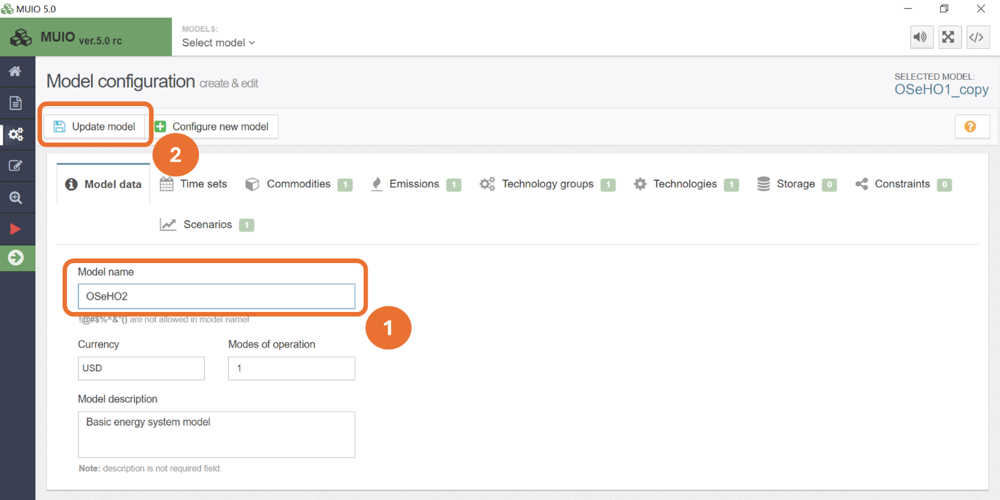 MUIO 5.0
MUIO ver.5.0 rc
MODELS:
Select model
Model configuration create & edit
SELECTED MODEL:
OSeHO1_copy
Update model
Configure new model
2
Model data
Time sets
Commodities 1
Emissions 1
Technology groups 1
Technologies 1
Storage 0
Constraints 0
Scenarios 1
Model name
OSeHO2
!@#$%^&*() are not allowed in model name!
1
Currency
Modes of operation
USD
1
Model description
Basic energy system model
Note: description is not required field.